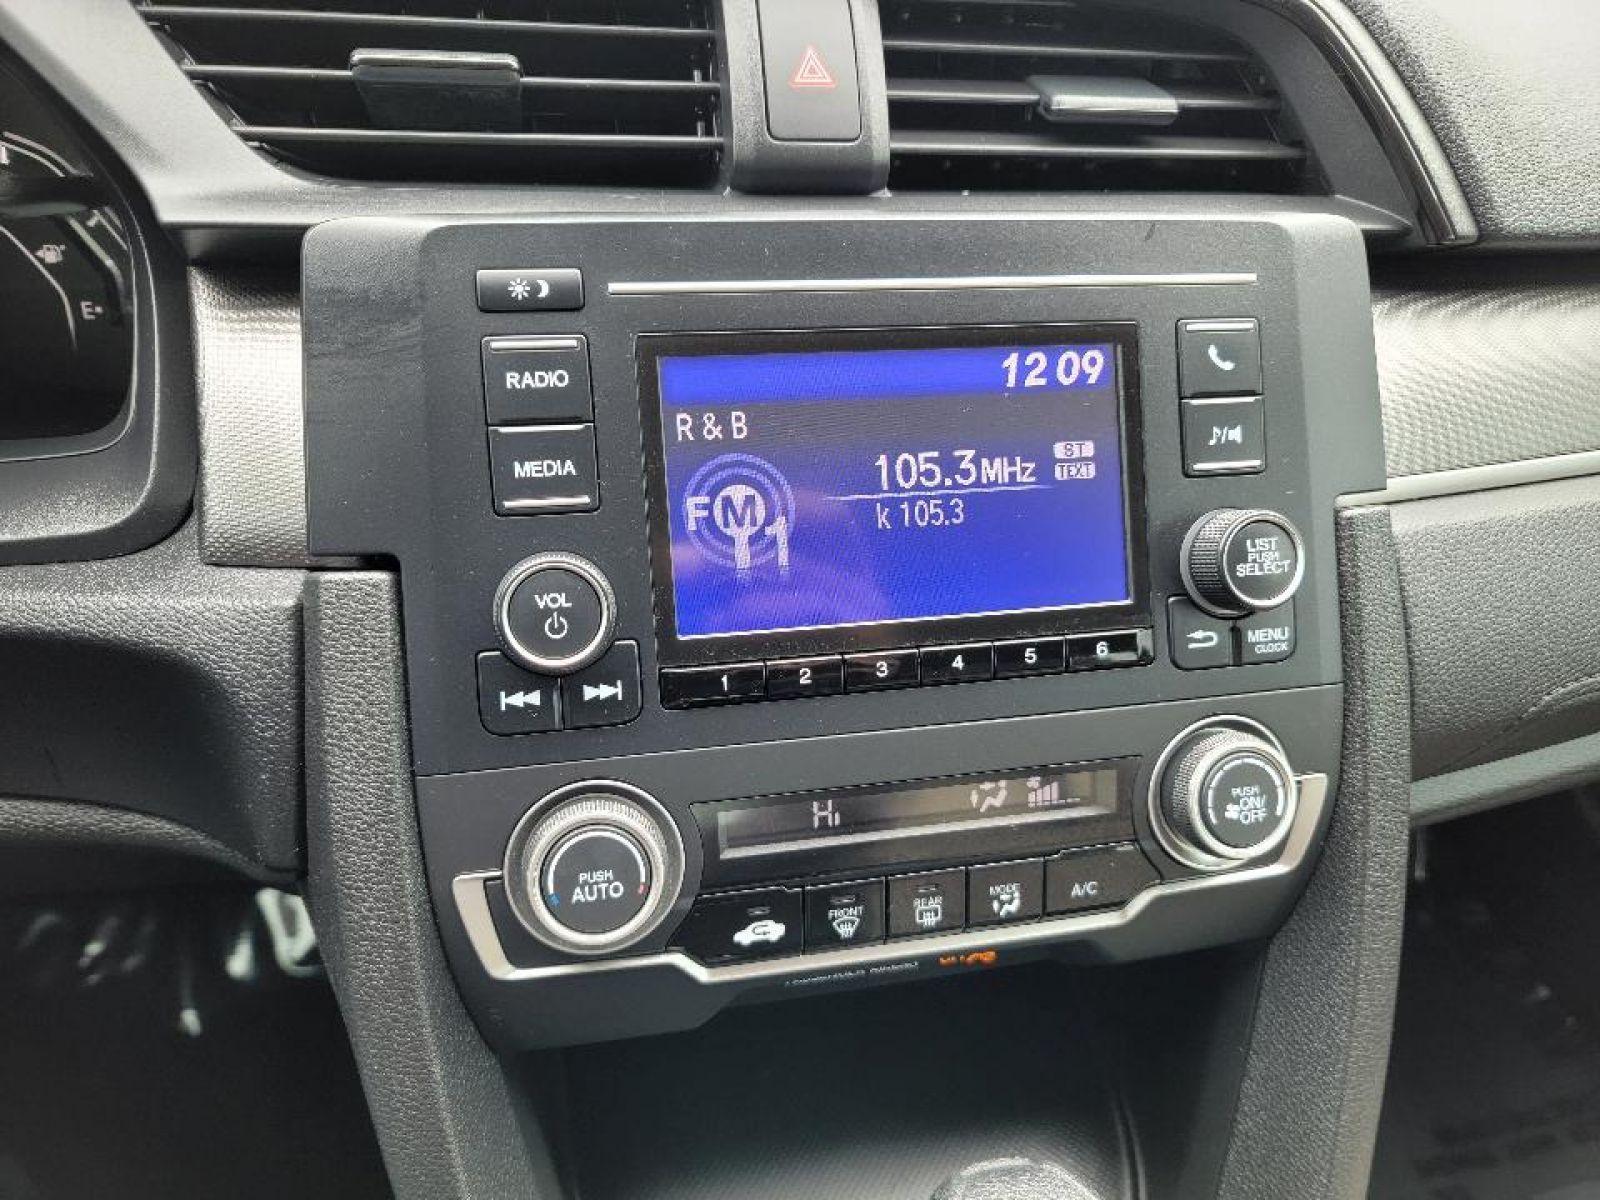 E
RADIO
MEDIA
VOL
12 09
R & B
105.3 MHz
ST
TEXT
k 105.3
FM 1
LIST
PUSH
SELECT
MENU
CLOCK
1 2 3 4 5 6
Hi
PUSH
AUTO
PUSH
ON/
OFF
FRONT
REAR
MODE
A/C